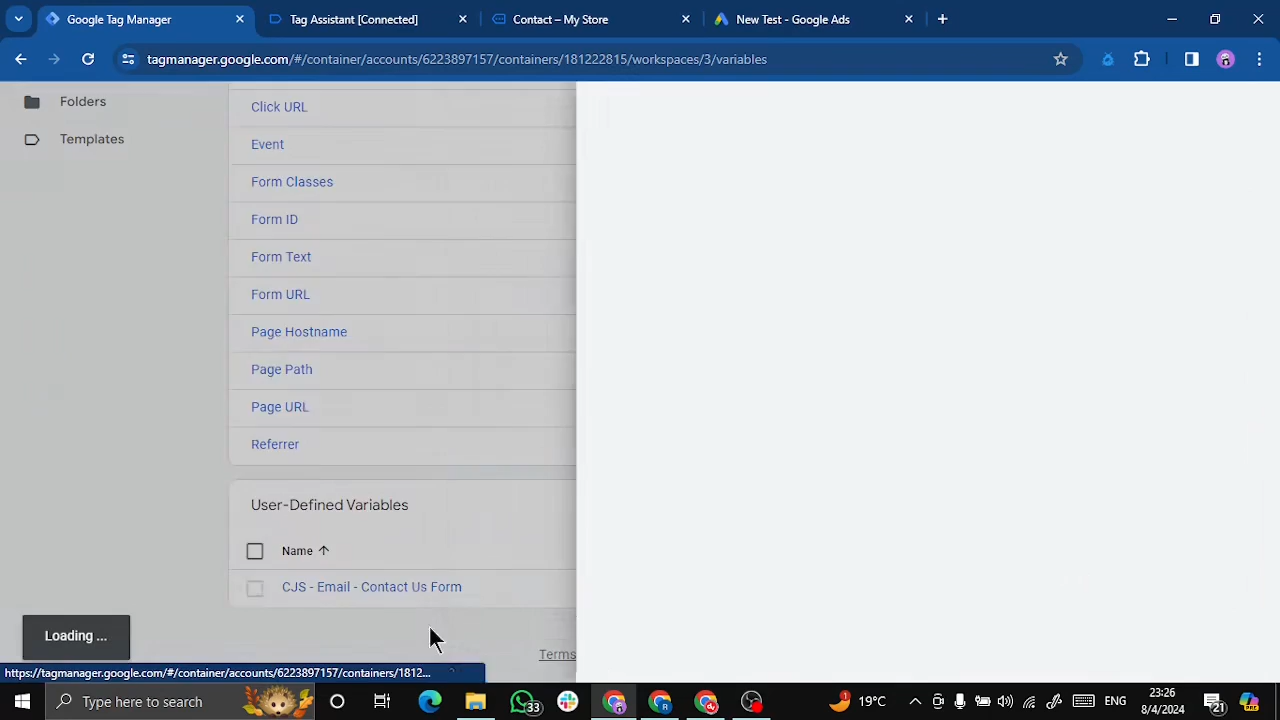 Google Tag Manager
Tag Assistant [Connected]
Contact – My Store
New Test - Google Ads
tagmanager.google.com/#/container/accounts/6223897157/containers/181222815/workspaces/3/variables
Folders
Templates
Click URL
Event
Form Classes
Form ID
Form Text
Form URL
Page Hostname
Page Path
Page URL
Referrer
User-Defined Variables
Name
CJS - Email - Contact Us Form
Loading ...
Terms
https://tagmanager.google.com/#/container/accounts/6223897157/containers/1812...
Type here to search
33
1
19°C
ENG
23:26
8/4/2024
21